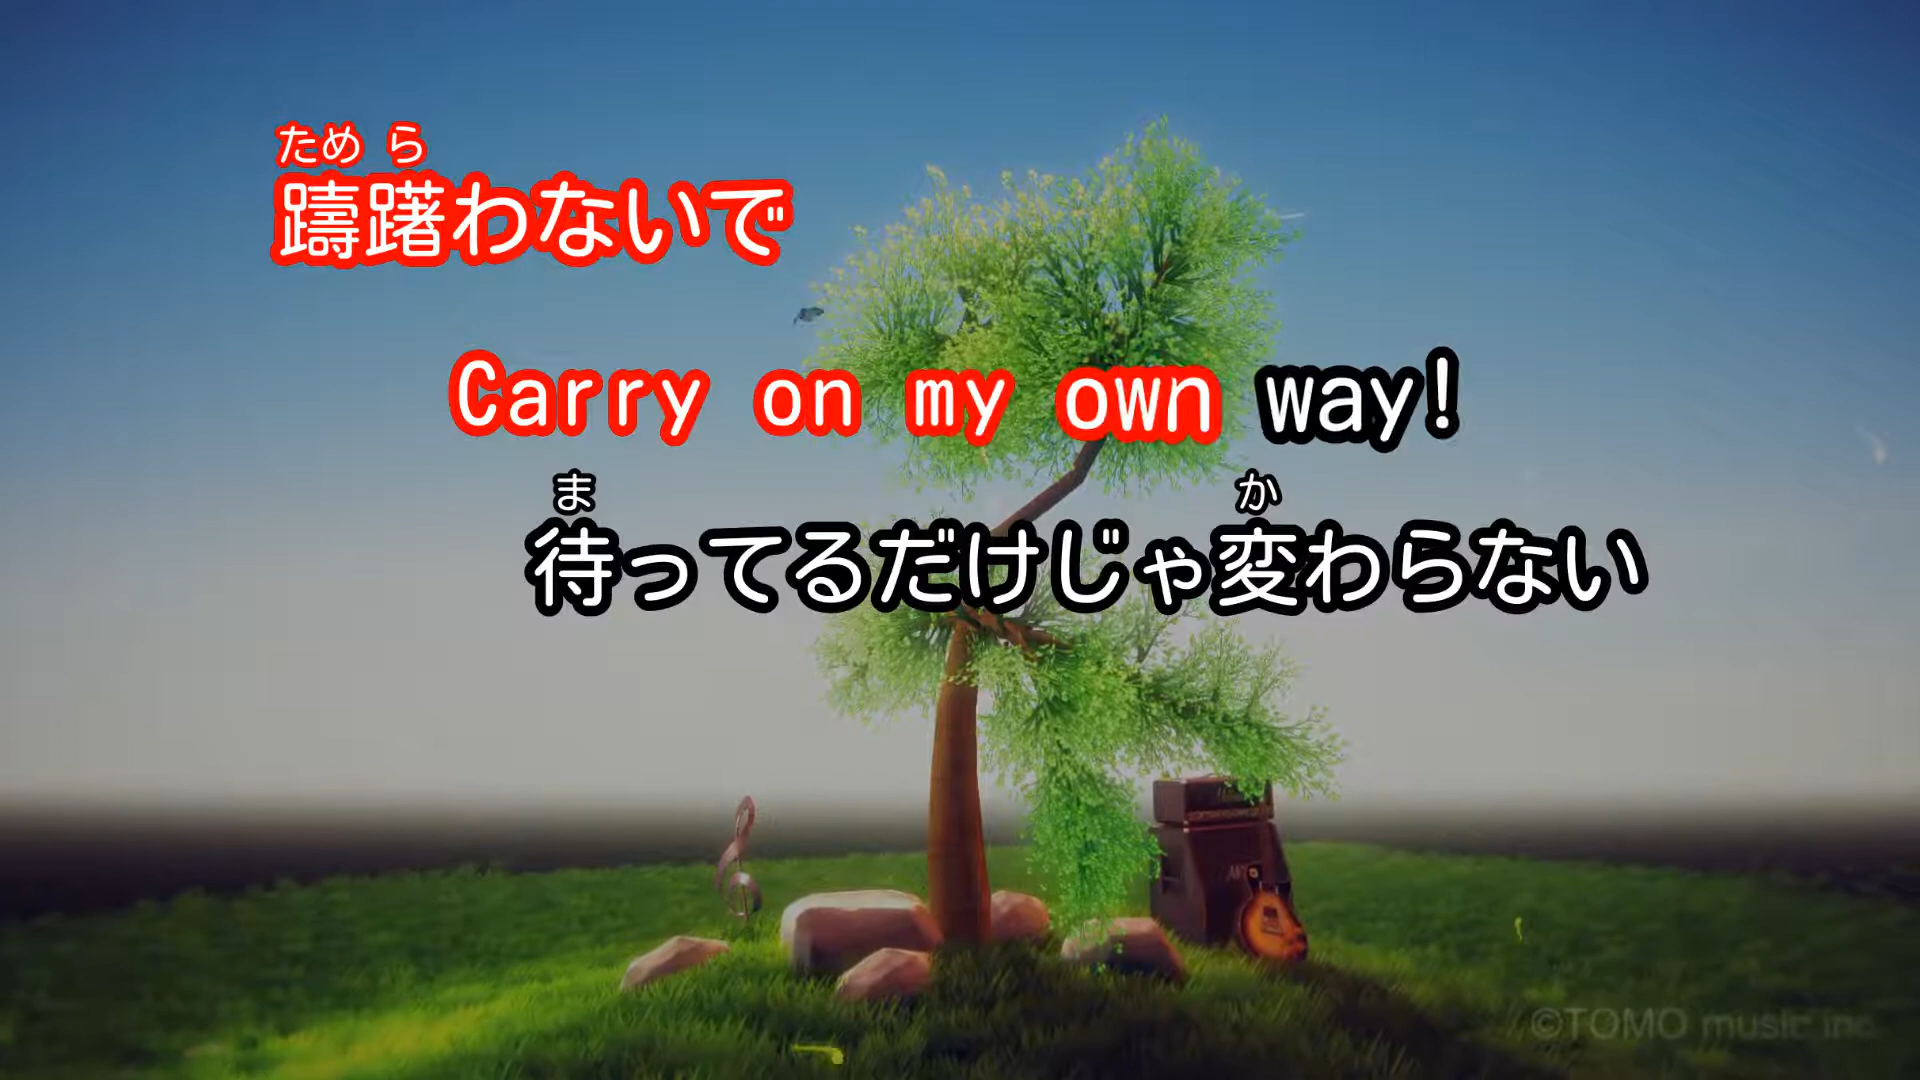 ため ら
躊躇わないで
Carry on my own way!
ま か
待ってるだけじゃ変わらない
©TOMO music inc